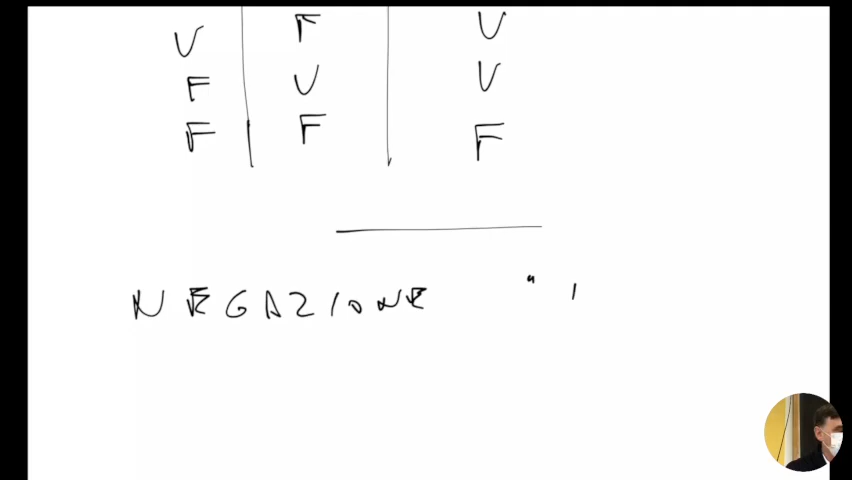 V F V
F V V
F F F
NEGAZIONE "